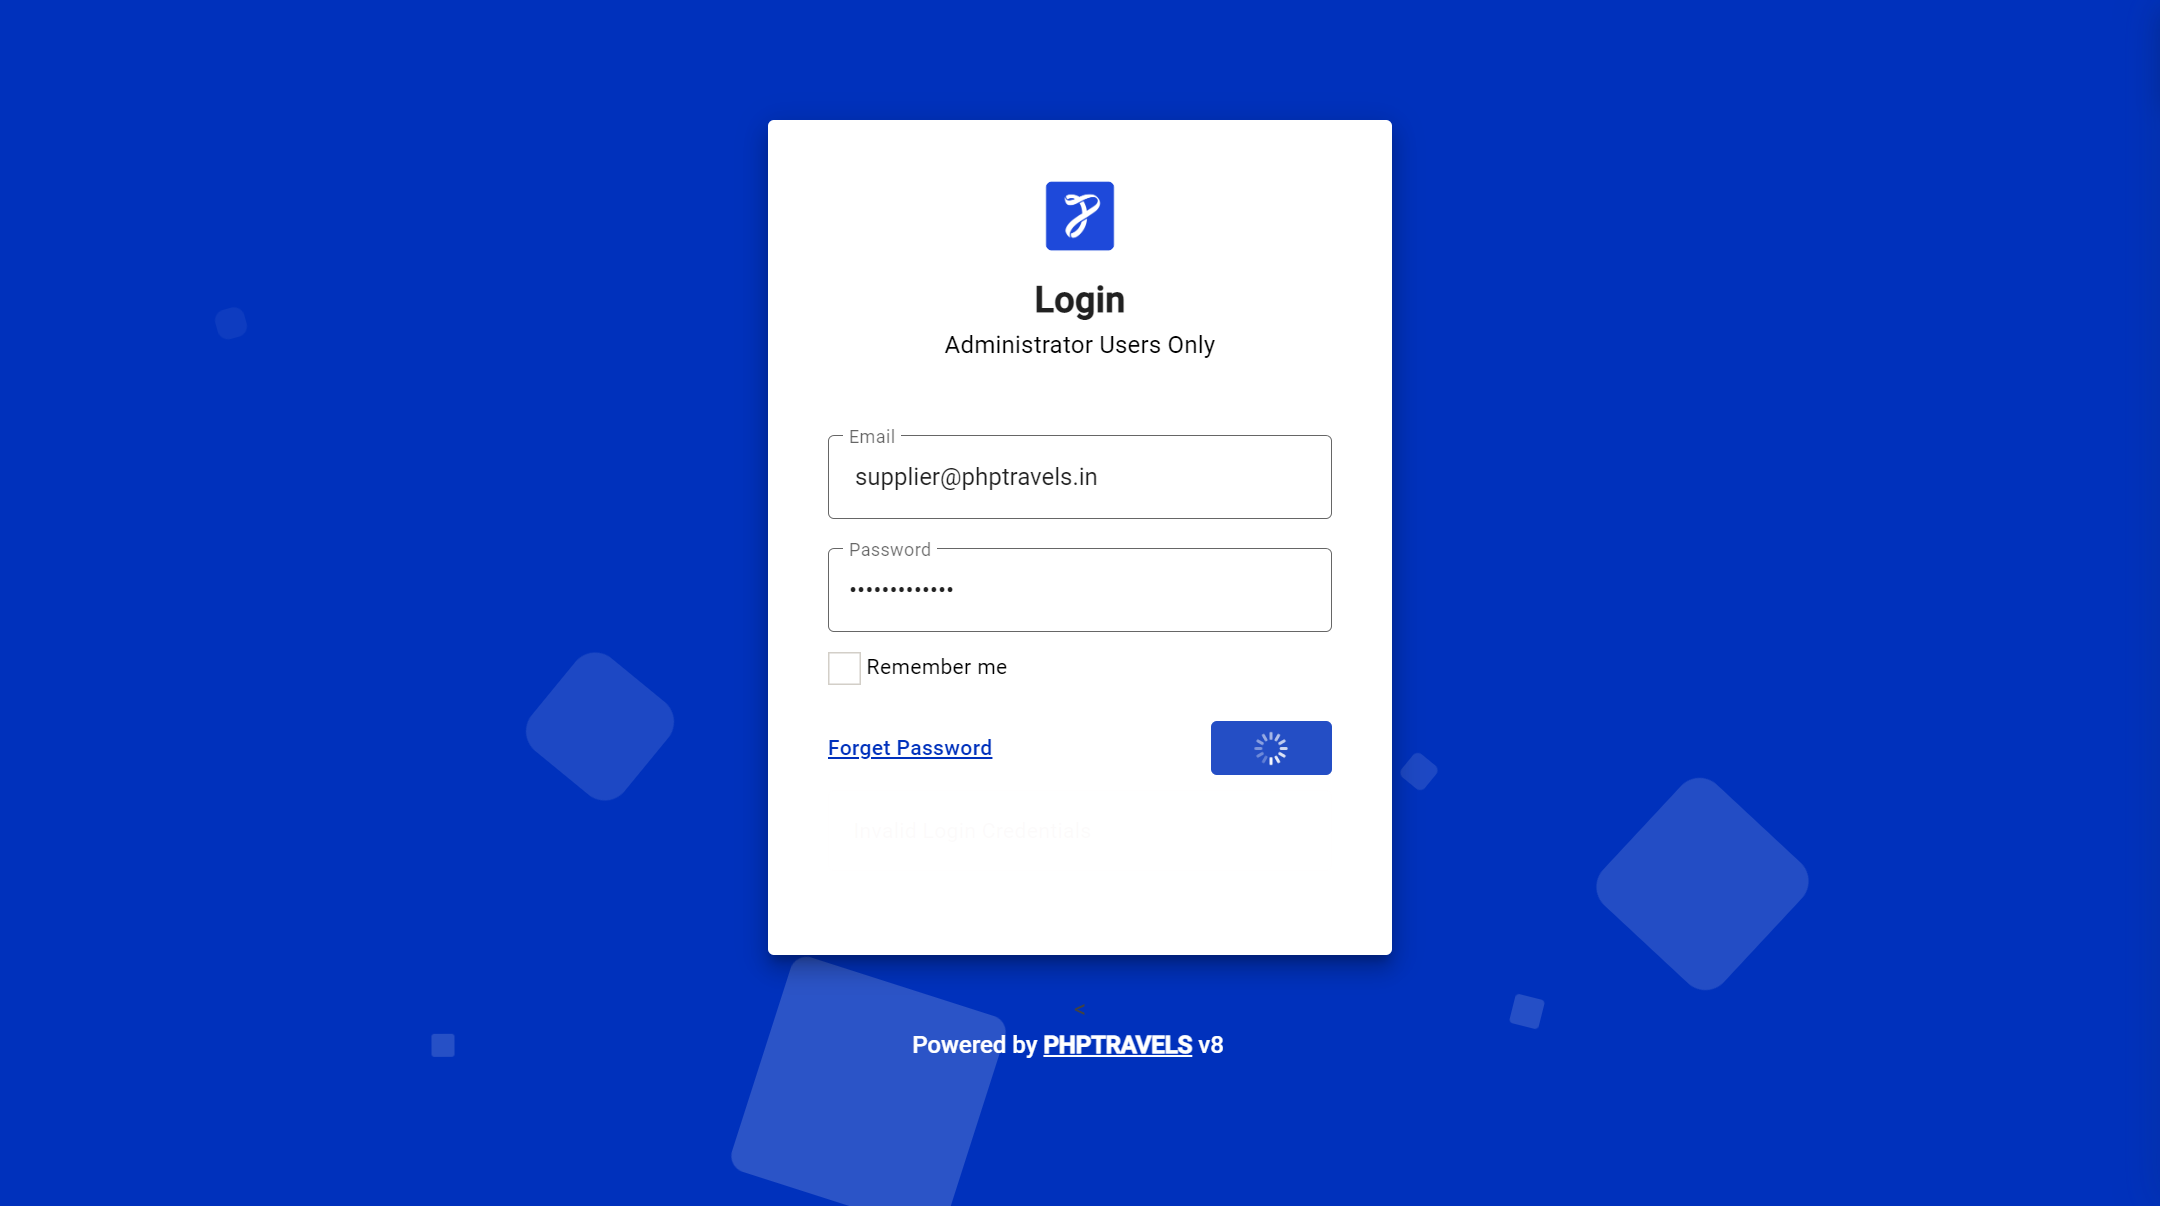 Login
Administrator Users Only
Email
supplier@phptravels.in
Password
•••••••••••••
Remember me
Forget Password
Invalid Login Credentials
<
Powered by PHPTRAVELS v8